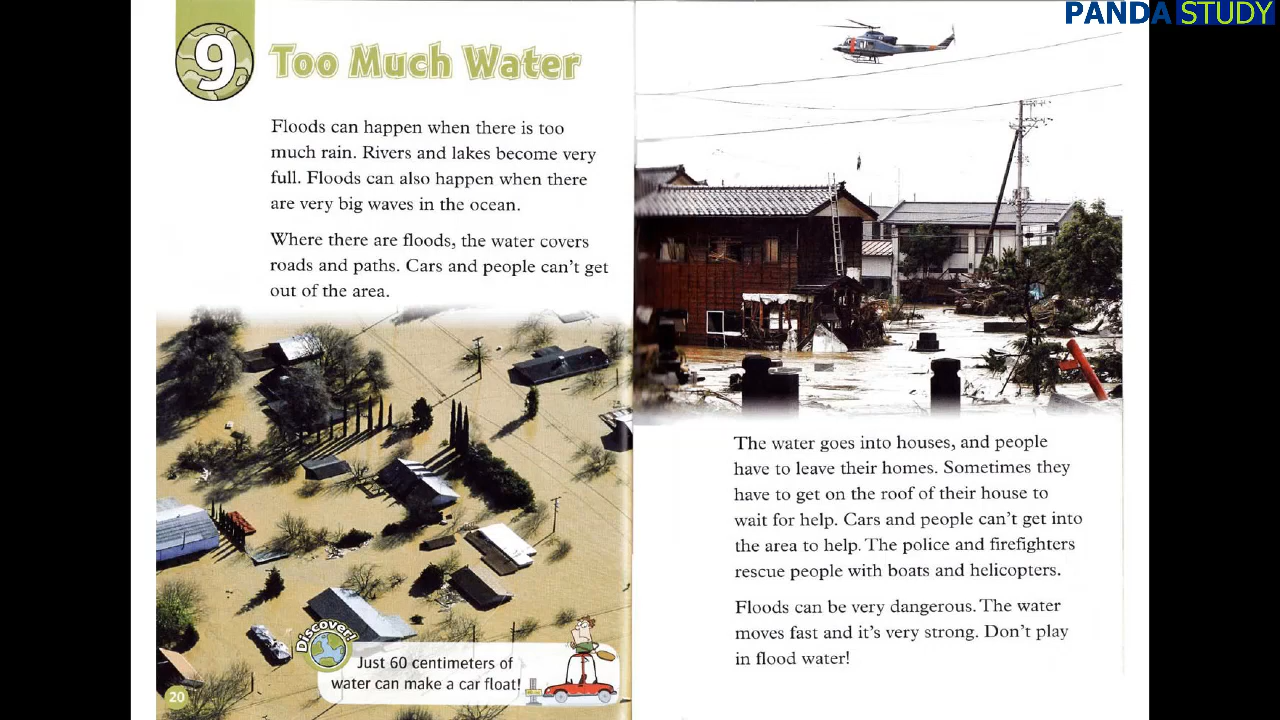 PANDA STUDY
9
Too Much Water
Floods can happen when there is too
much rain. Rivers and lakes become very
full. Floods can also happen when there
are very big waves in the ocean.
Where there are floods, the water covers
roads and paths. Cars and people can't get
out of the area.
Discover!
Just 60 centimeters of
water can make a car float!
20
The water goes into houses, and people
have to leave their homes. Sometimes they
have to get on the roof of their house to
wait for help. Cars and people can't get into
the area to help. The police and firefighters
rescue people with boats and helicopters.
Floods can be very dangerous. The water
moves fast and it's very strong. Don't play
in flood water!